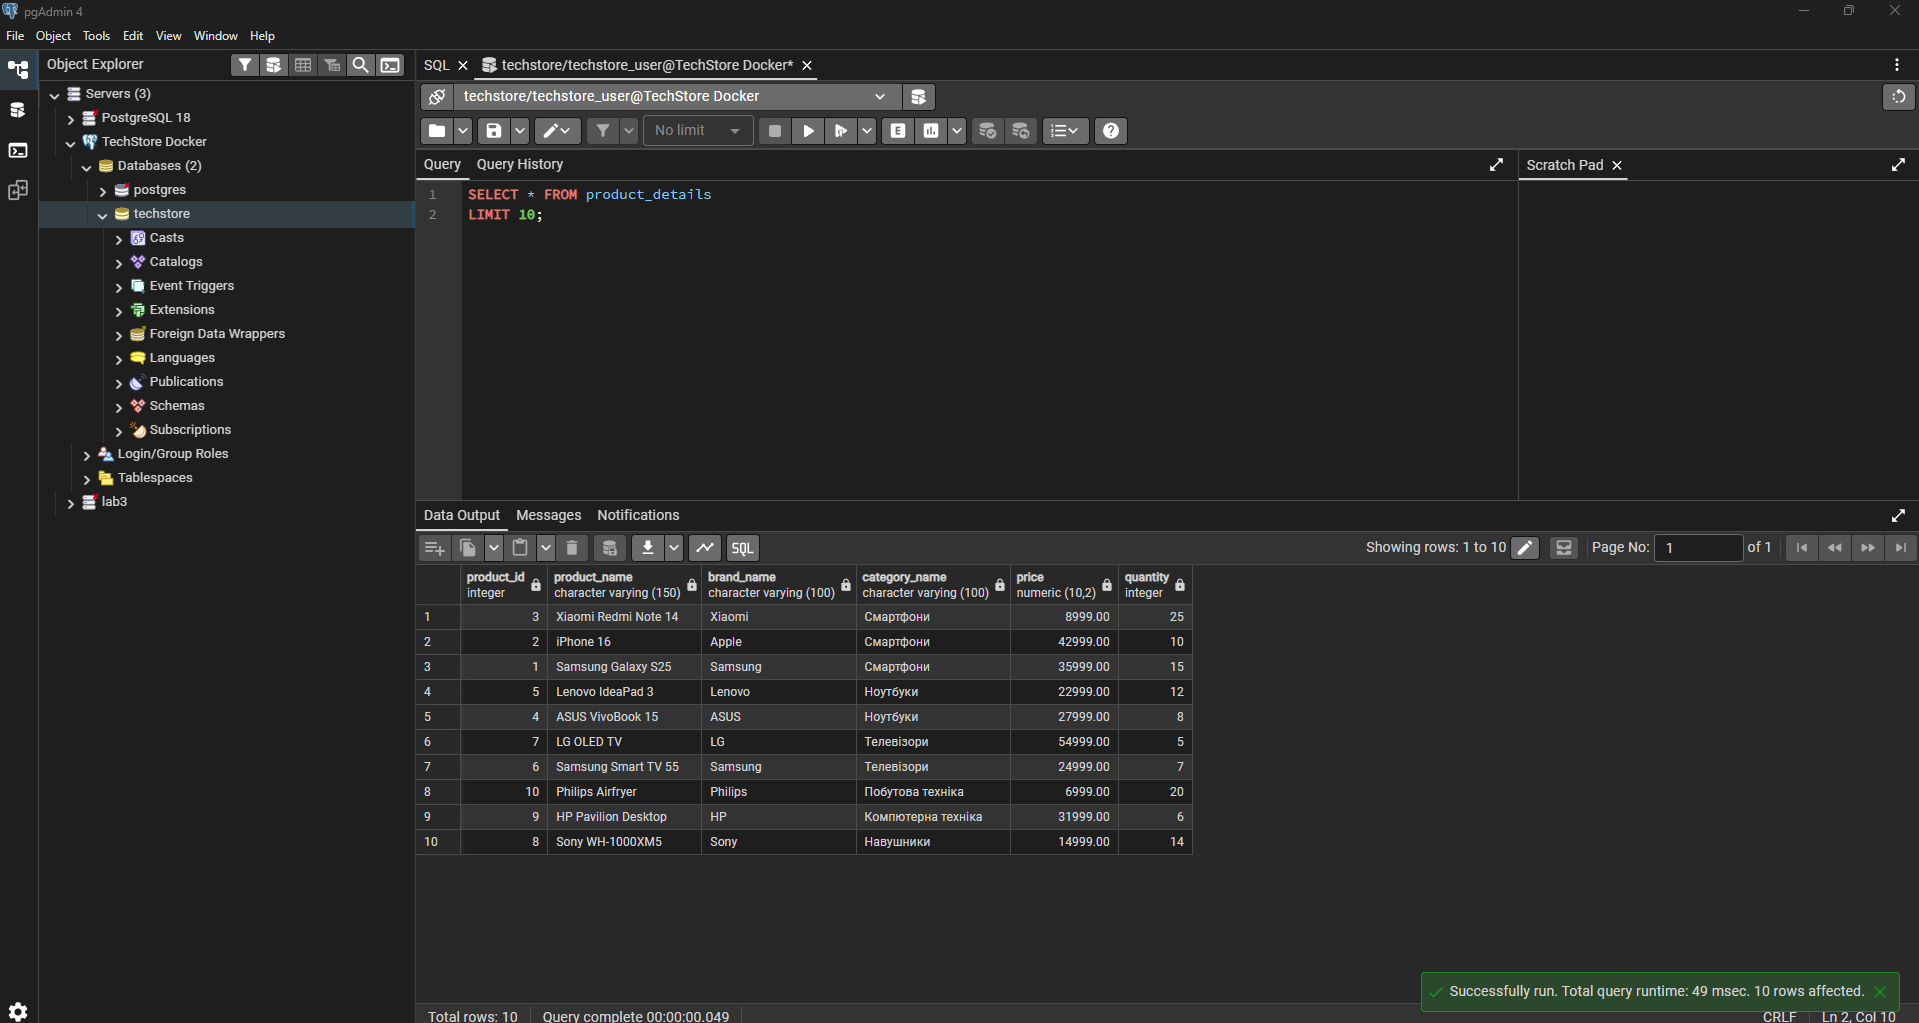 pgAdmin 4
File Object Tools Edit View Window Help
Object Explorer
SQL techstore/techstore_user@TechStore Docker*
Servers (3)
PostgreSQL 18
TechStore Docker
Databases (2)
postgres
techstore
Casts
Catalogs
Event Triggers
Extensions
Foreign Data Wrappers
Languages
Publications
Schemas
Subscriptions
Login/Group Roles
Tablespaces
lab3
techstore/techstore_user@TechStore Docker
No limit E
Query Query History
Scratch Pad
1 SELECT * FROM product_details
2 LIMIT 10;
Data Output Messages Notifications
SQL Showing rows: 1 to 10 Page No: 1 of 1
product_id product_name brand_name category_name price quantity
integer character varying (150) character varying (100) character varying (100) numeric (10,2) integer
1 3 Xiaomi Redmi Note 14 Xiaomi Смартфони 8999.00 25
2 2 iPhone 16 Apple Смартфони 42999.00 10
3 1 Samsung Galaxy S25 Samsung Смартфони 35999.00 15
4 5 Lenovo IdeaPad 3 Lenovo Ноутбуки 22999.00 12
5 4 ASUS VivoBook 15 ASUS Ноутбуки 27999.00 8
6 7 LG OLED TV LG Телевізори 54999.00 5
7 6 Samsung Smart TV 55 Samsung Телевізори 24999.00 7
8 10 Philips Airfryer Philips Побутова техніка 6999.00 20
9 9 HP Pavilion Desktop HP Компютерна техніка 31999.00 6
10 8 Sony WH-1000XM5 Sony Навушники 14999.00 14
Successfully run. Total query runtime: 49 msec. 10 rows affected.
Total rows: 10 Query complete 00:00:00.049 CRLF Ln 2, Col 10